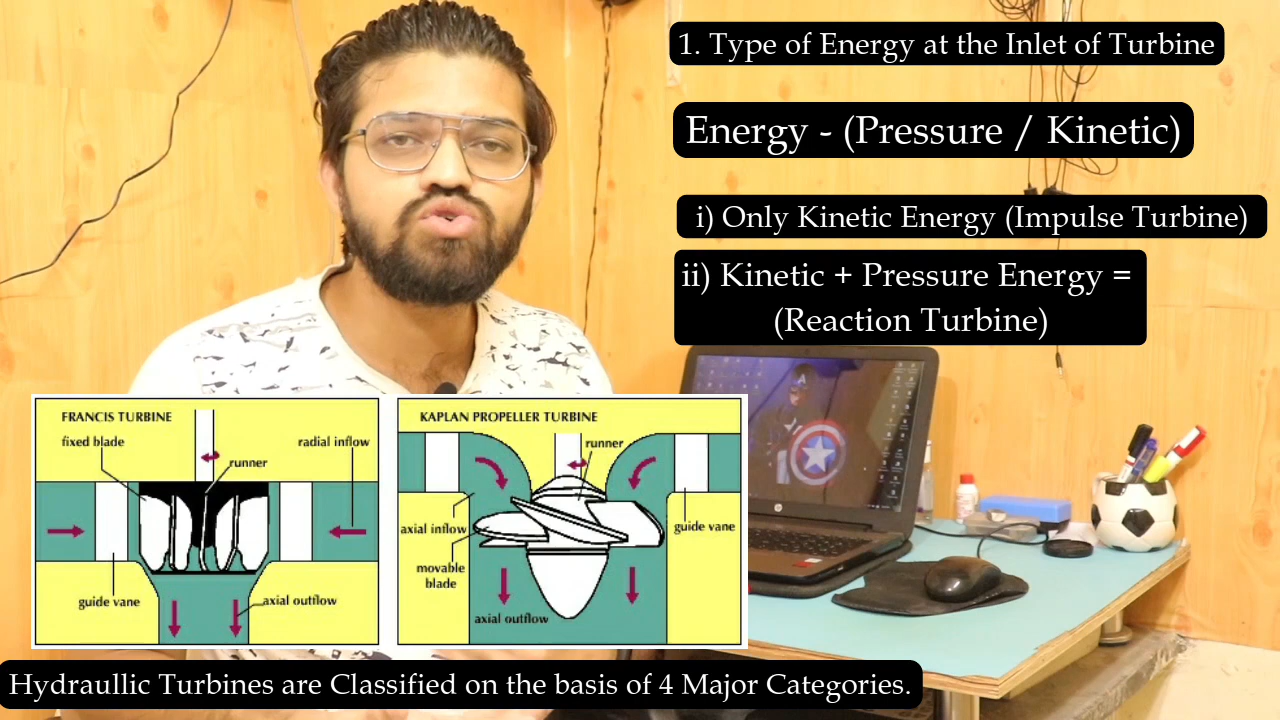 1. Type of Energy at the Inlet of Turbine
Energy - (Pressure / Kinetic)
i) Only Kinetic Energy (Impulse Turbine)
ii) Kinetic + Pressure Energy =
(Reaction Turbine)
FRANCIS TURBINE
fixed blade
radial inflow
runner
guide vane
axial outflow
KAPLAN PROPELLER TURBINE
runner
axial inflow
guide vane
movable
blade
axial outflow
hp
Hydraullic Turbines are Classified on the basis of 4 Major Categories.